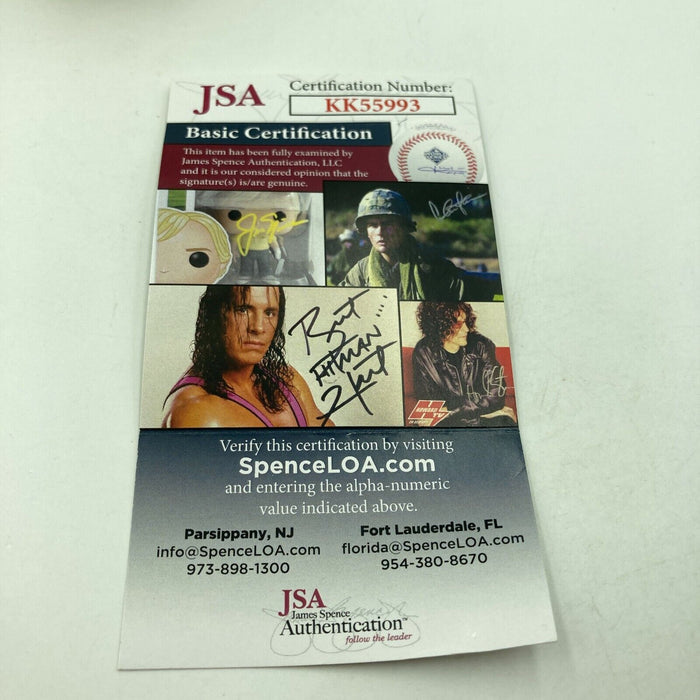 JSA
Certification Number:
KK55993
Basic Certification
This item has been fully examined by
James Spence Authentication, LLC
and it is our considered opinion that the
signature(s) is/are genuine.
Bret
HITMAN
Hart
HOWARD
TV
Verify this certification by visiting
SpenceLOA.com
and entering the alpha-numeric
value indicated above.
Parsippany, NJ
info@SpenceLOA.com
973-898-1300
Fort Lauderdale, FL
florida@SpenceLOA.com
954-380-8670
JSA
James Spence
Authentication™
follow the leader